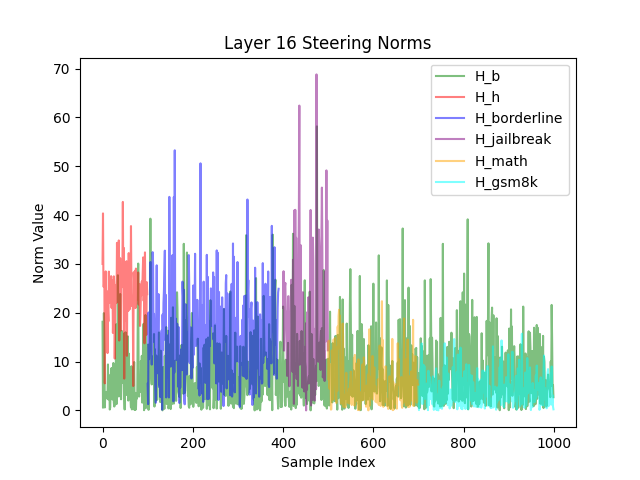 Layer 16 Steering Norms
70
60
50
40
30
20
10
0
Norm Value
H_b
H_h
H_borderline
H_jailbreak
H_math
H_gsm8k
0 200 400 600 800 1000
Sample Index